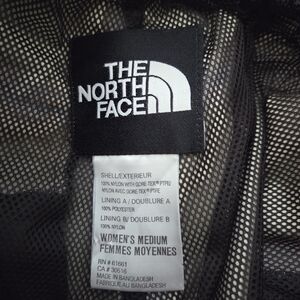 THE
NORTH
FACE
SHELL/EXTERIEUR
100% NYLON WITH GORE-TEX® PTFE/
NYLON AVEC GORE-TEX® PTFE
LINING A / DOUBLURE A
100% POLYESTER
LINING B/ DOUBLURE B
100% NYLON
WOMEN'S MEDIUM
FEMMES MOYENNES
RN # 61661
CA # 30516
MADE IN BANGLADESH/
FABRIQUE AU BANGLADESH